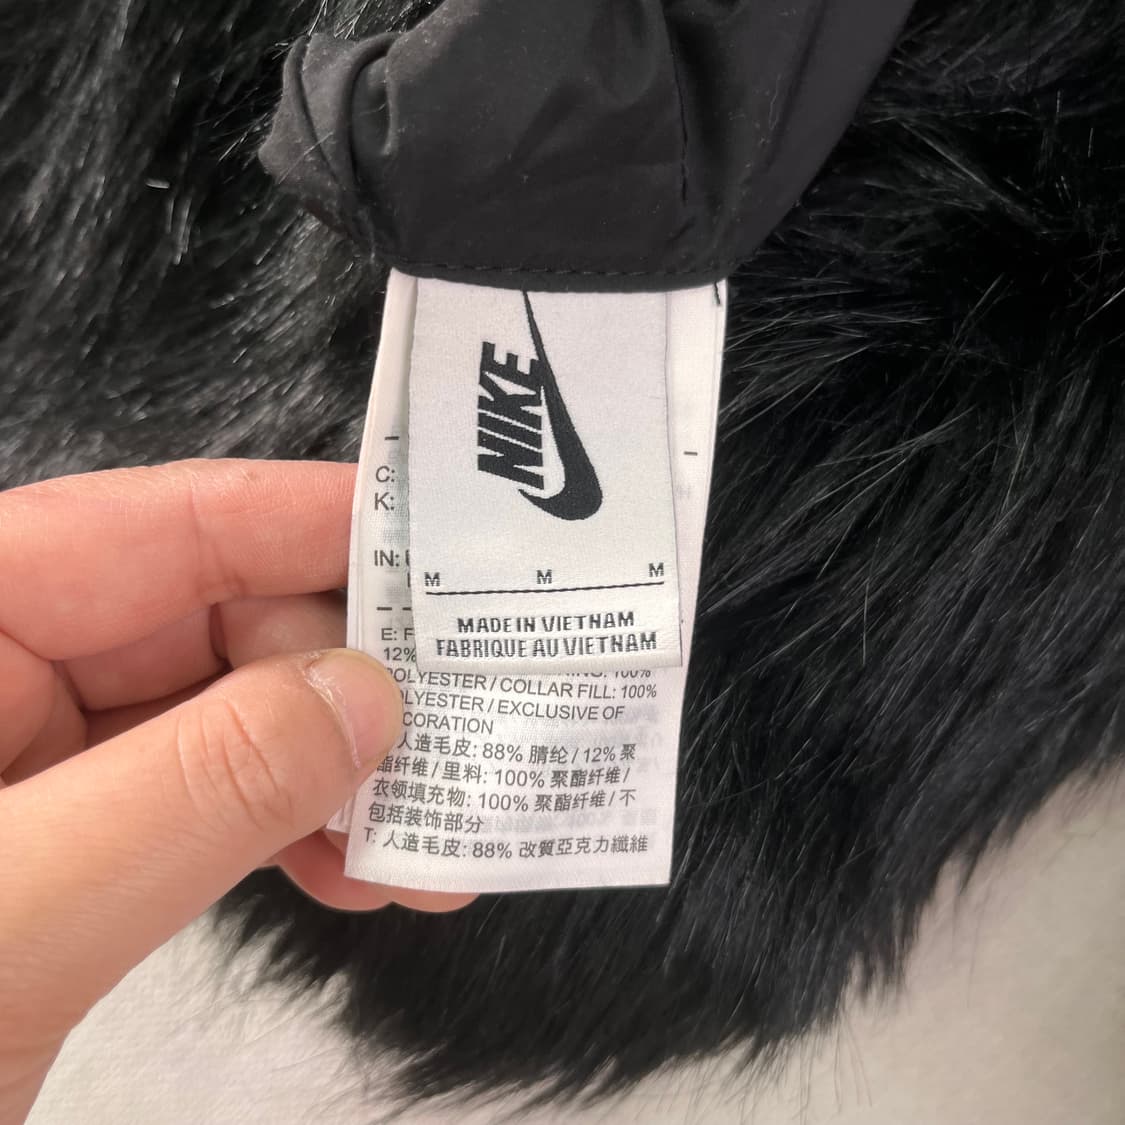 NIKE
M M M
MADE IN VIETNAM
FABRIQUE AU VIETNAM
C:
K:
IN:
E: F
12% 100%
POLYESTER / COLLAR FILL: 100%
LYESTER / EXCLUSIVE OF
CORATION
人造毛皮: 88% 腈纶 / 12% 聚
酯纤维 / 里料: 100% 聚酯纤维 /
衣领填充物: 100% 聚酯纤维 / 不
包括装饰部分
T: 人造毛皮: 88% 改質亞克力纖維